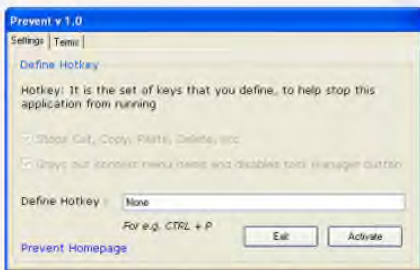 Prevent v 1.0
Settings Terms
Define Hotkey
Hotkey: It is the set of keys that you define, to help stop this
application from running
Stops Cut, Copy, Paste, Delete, etc
Grays out context menu items and disables task manager button
Define Hotkey : None
For e.g. CTRL + P
Prevent Homepage Exit Activate